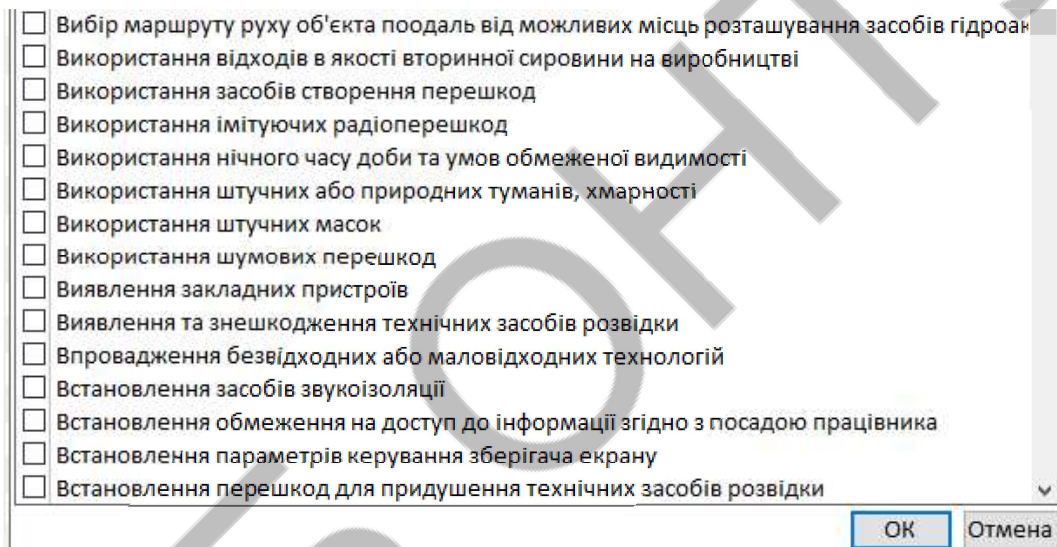 Вибір маршруту руху об'єкта поодаль від можливих місць розташування засобів гідроак
Використання відходів в якості вторинної сировини на виробництві
Використання засобів створення перешкод
Використання імітуючих радіоперешкод
Використання нічного часу доби та умов обмеженої видимості
Використання штучних або природних туманів, хмарності
Використання штучних масок
Використання шумових перешкод
Виявлення закладних пристроїв
Виявлення та знешкодження технічних засобів розвідки
Впровадження безвідходних або маловідходних технологій
Встановлення засобів звукоізоляції
Встановлення обмеження на доступ до інформації згідно з посадою працівника
Встановлення параметрів керування зберігача екрану
Встановлення перешкод для придушення технічних засобів розвідки
ОК Отмена